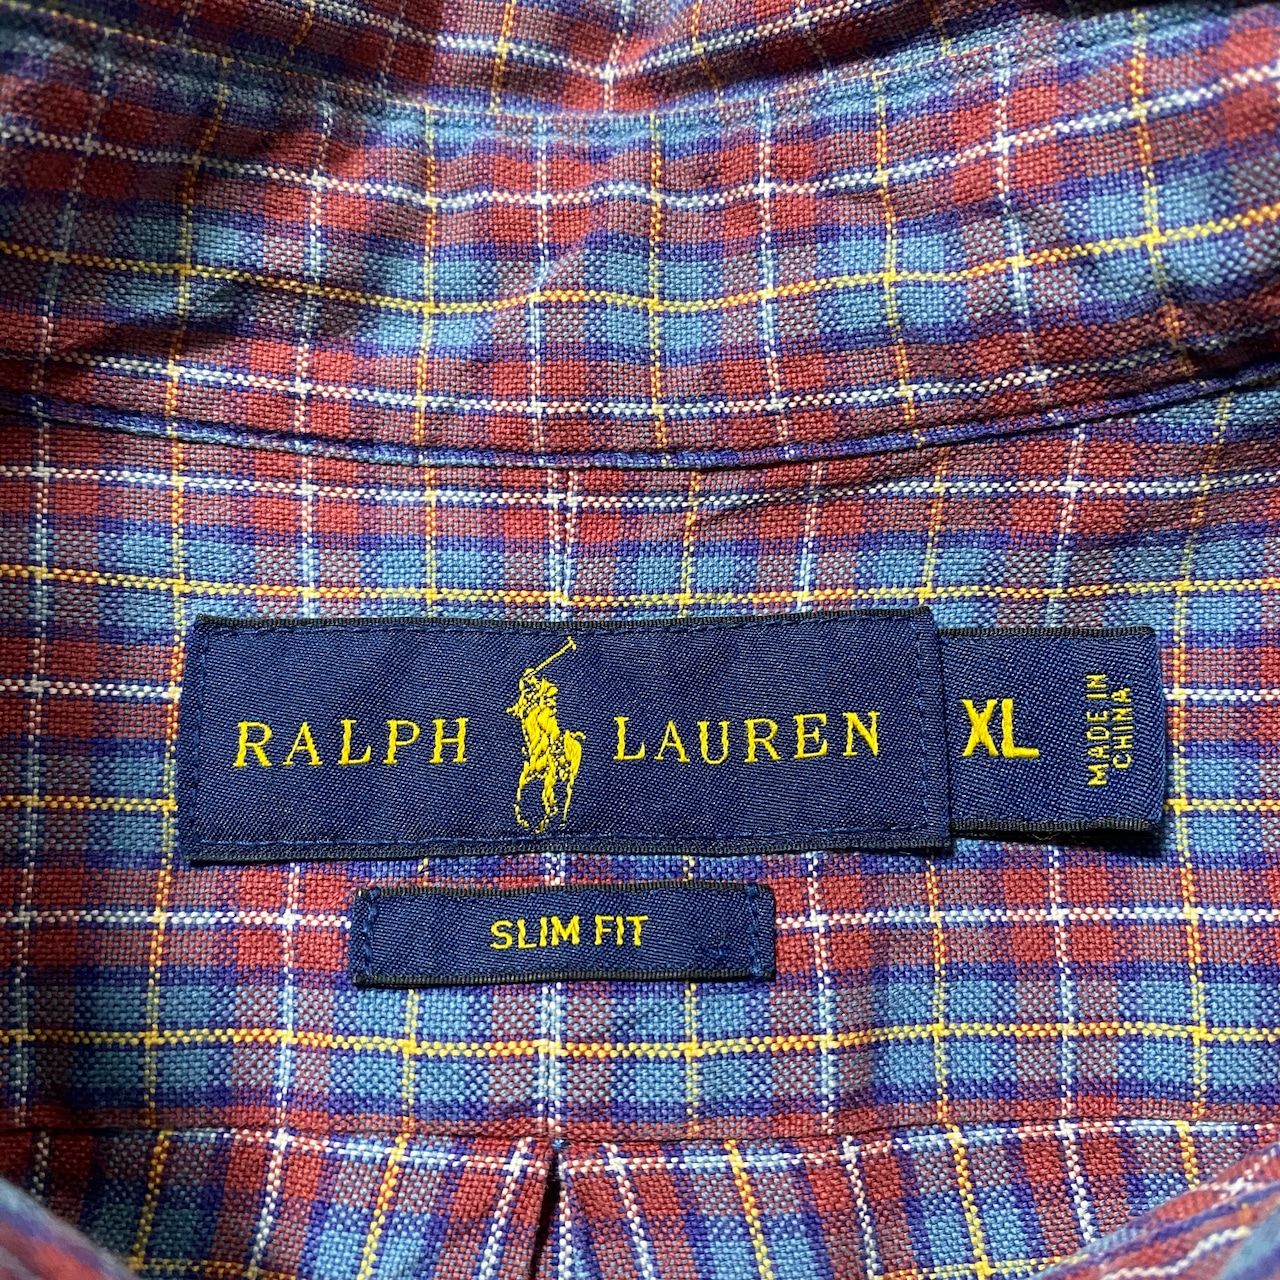 RALPH LAUREN
XL
MADE IN
CHINA
SLIM FIT